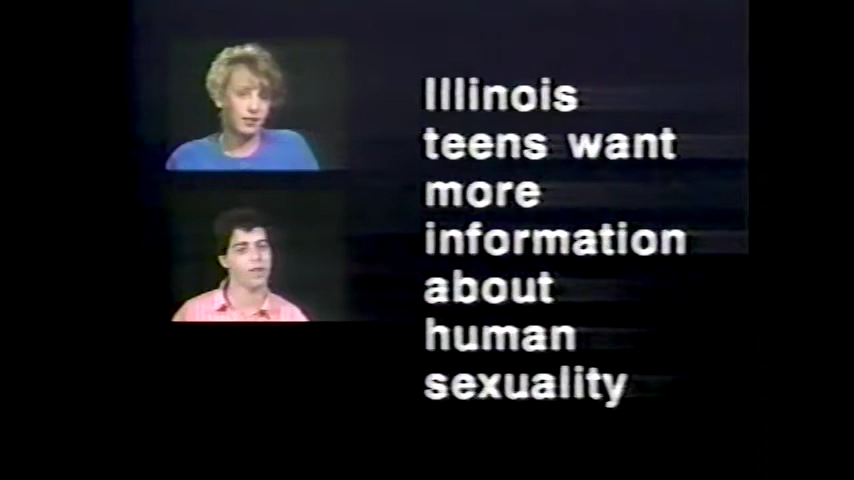 Illinois
teens want
more
information
about
human
sexuality